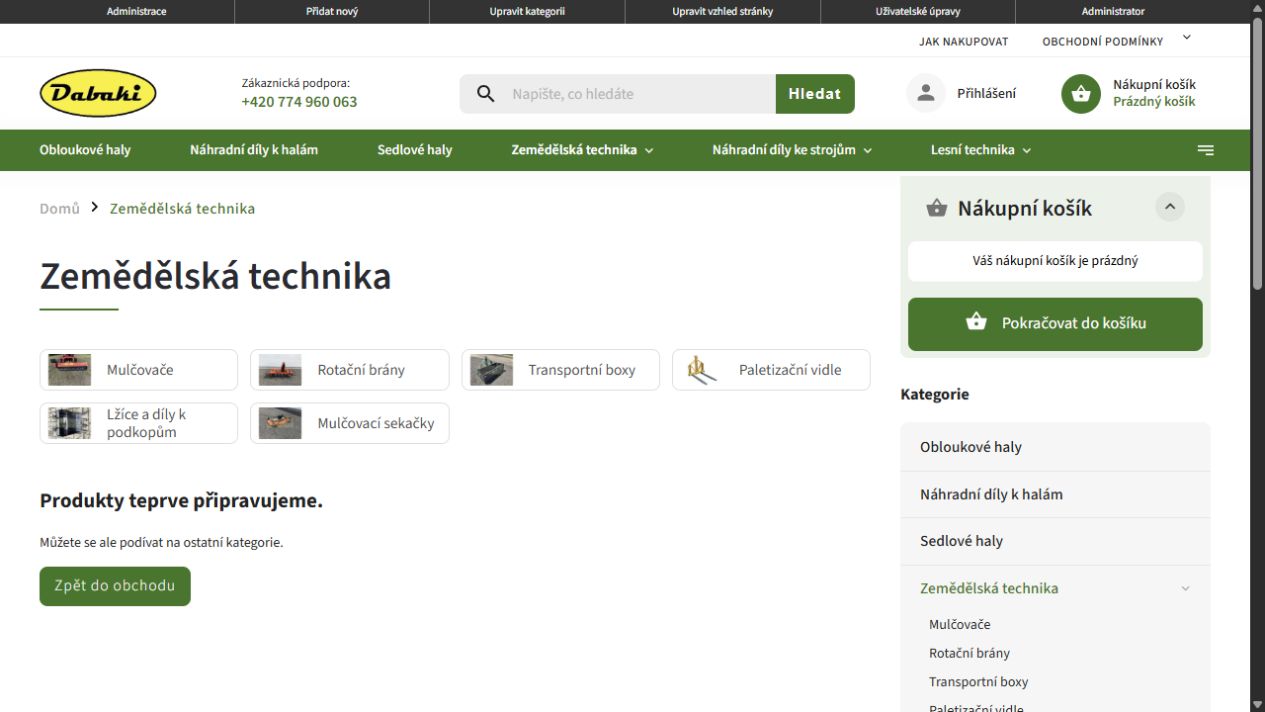 Administrace
Přidat nový
Upravit kategorii
Upravit vzhled stránky
Uživatelské úpravy
Administrator
JAK NAKUPOVAT
OBCHODNÍ PODMÍNKY
Dabaki
Zákaznická podpora:
+420 774 960 063
Napište, co hledáte
Hledat
Přihlášení
Nákupní košík
Prázdný košík
Obloukové haly
Náhradní díly k halám
Sedlové haly
Zemědělská technika
Náhradní díly ke strojům
Lesní technika
Domů
Zemědělská technika
Zemědělská technika
Mulčovače
Rotační brány
Transportní boxy
Paletizační vidle
Lžíce a díly k
podkopům
Mulčovací sekačky
Produkty teprve připravujeme.
Můžete se ale podívat na ostatní kategorie.
Zpět do obchodu
Nákupní košík
Váš nákupní košík je prázdný
Pokračovat do košíku
Kategorie
Obloukové haly
Náhradní díly k halám
Sedlové haly
Zemědělská technika
Mulčovače
Rotační brány
Transportní boxy
Paletizační vidle